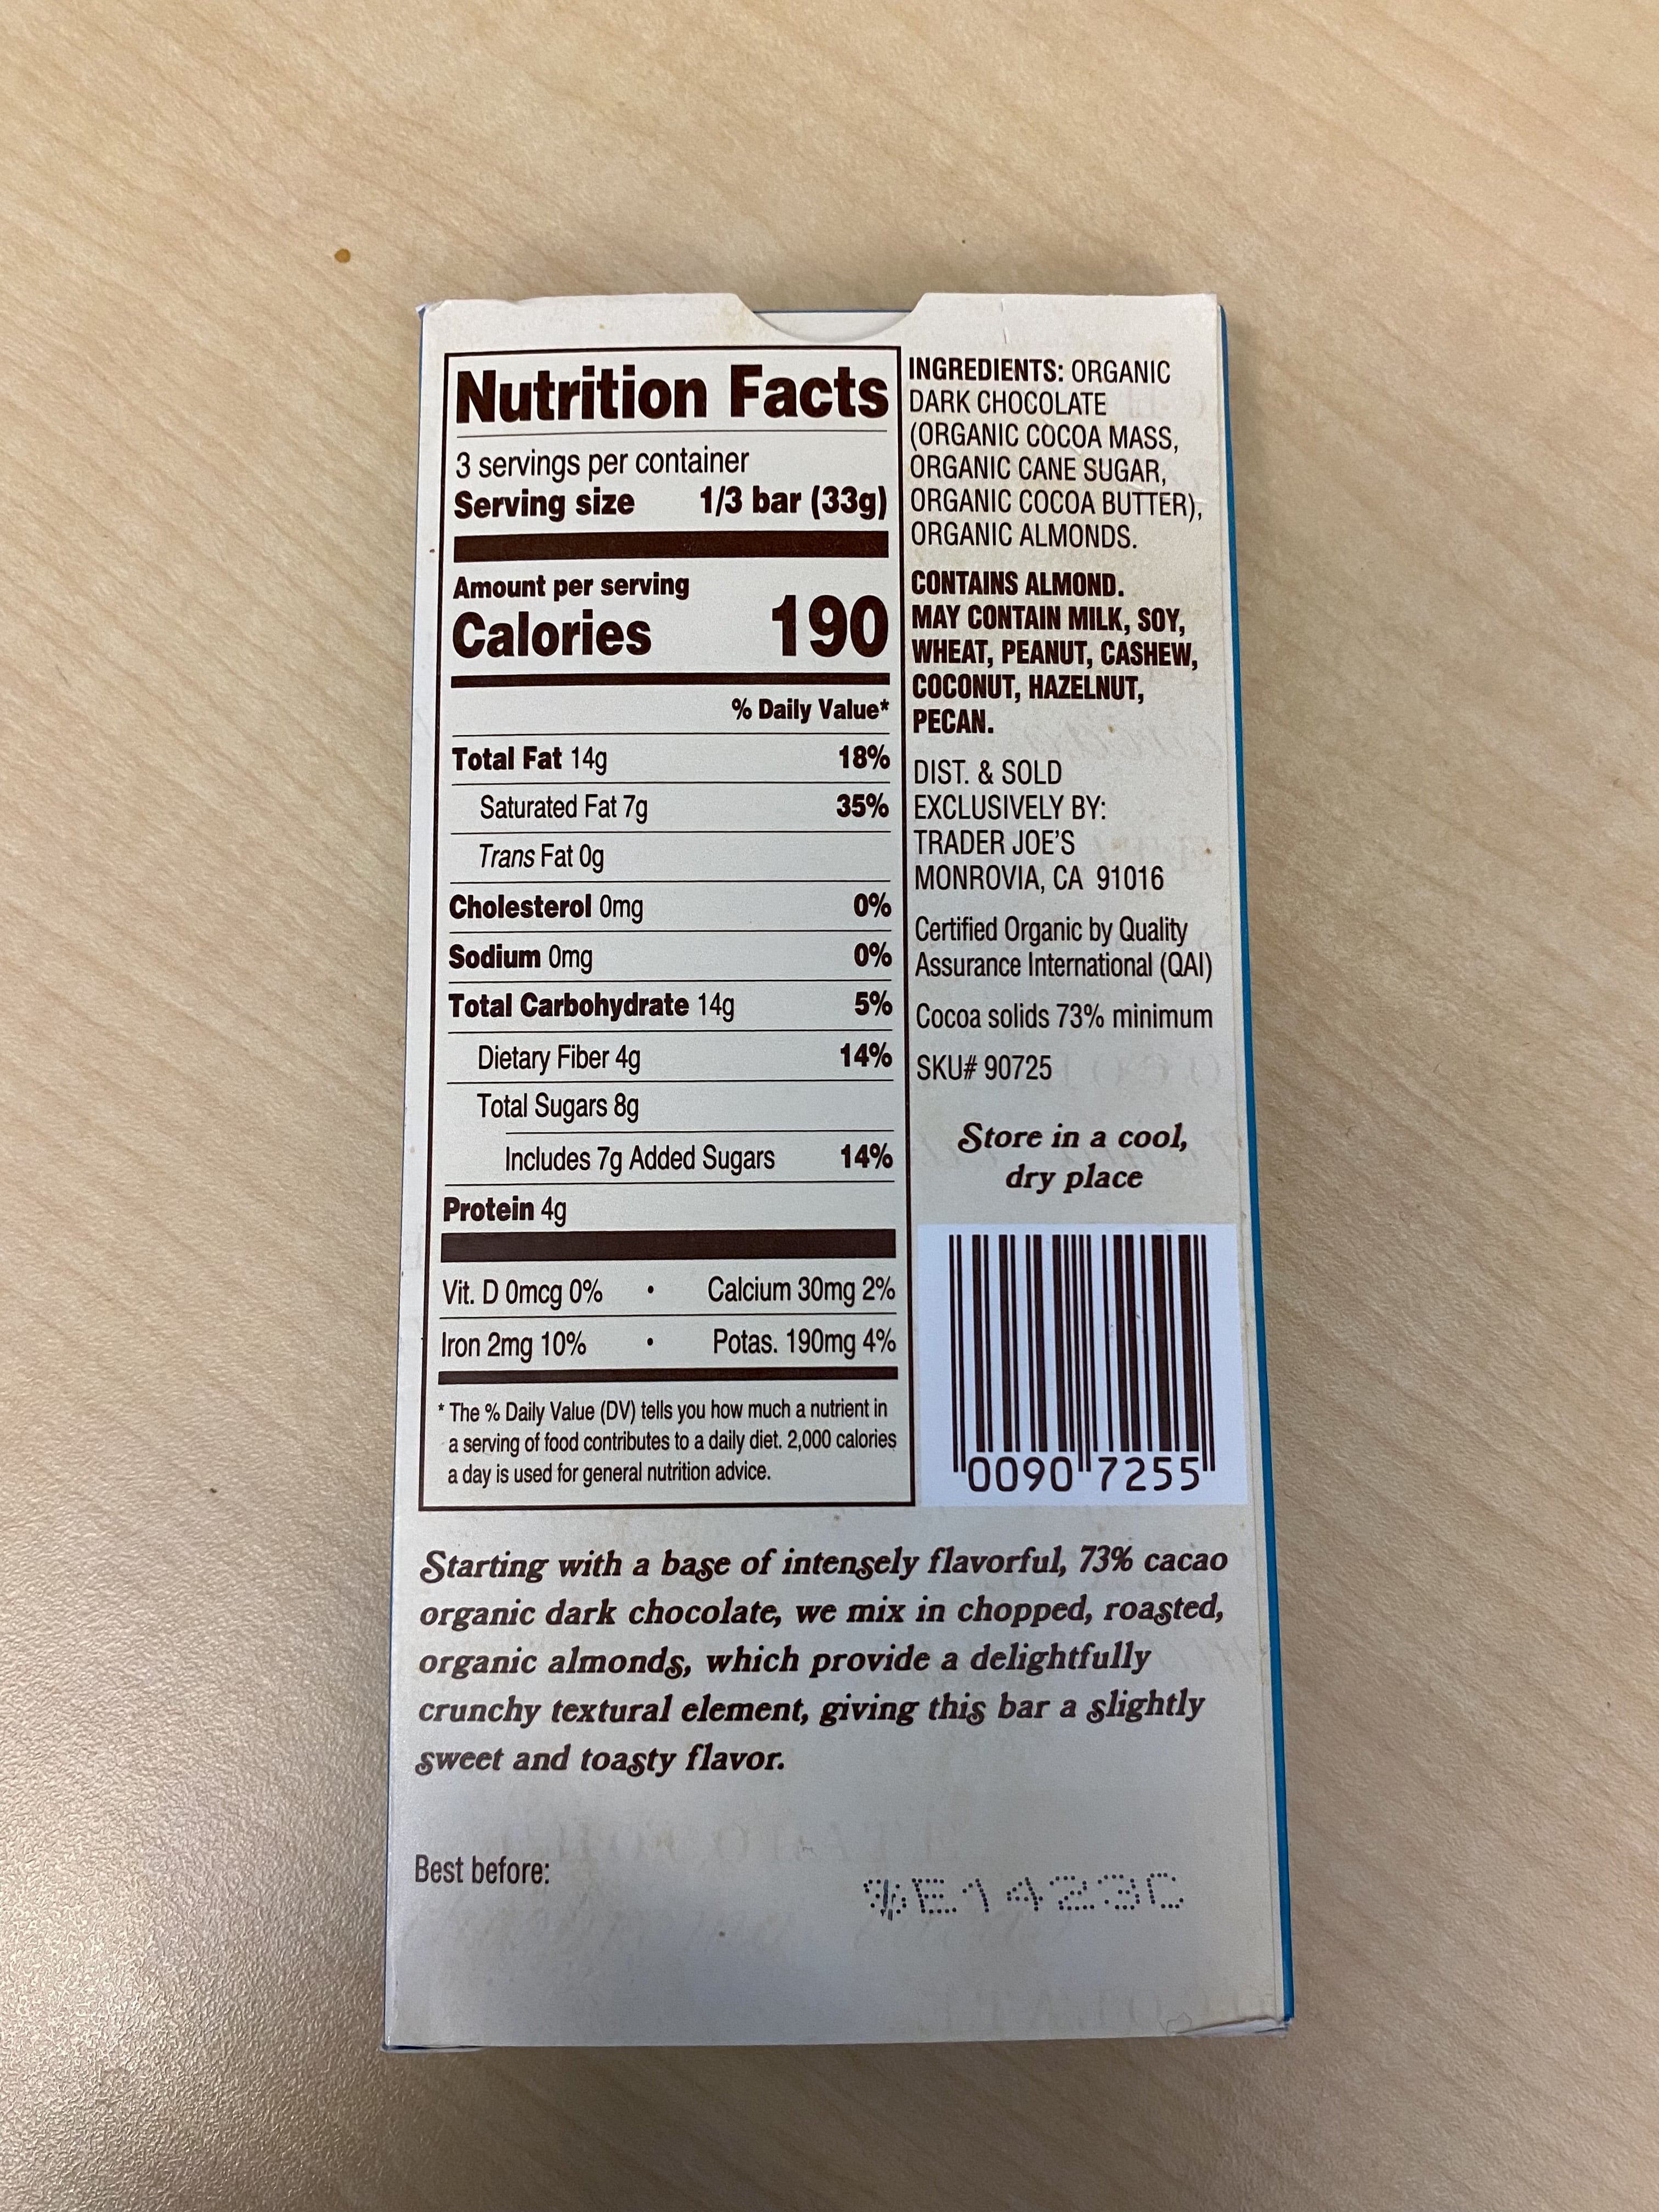 Nutrition Facts
3 servings per container
Serving size 1/3 bar (33g)
Amount per serving
Calories 190
% Daily Value*
Total Fat 14g 18%
Saturated Fat 7g 35%
Trans Fat 0g
Cholesterol 0mg 0%
Sodium 0mg 0%
Total Carbohydrate 14g 5%
Dietary Fiber 4g 14%
Total Sugars 8g
Includes 7g Added Sugars 14%
Protein 4g
Vit. D 0mcg 0% • Calcium 30mg 2%
Iron 2mg 10% • Potas. 190mg 4%
* The % Daily Value (DV) tells you how much a nutrient in
a serving of food contributes to a daily diet. 2,000 calories
a day is used for general nutrition advice.
INGREDIENTS: ORGANIC
DARK CHOCOLATE
(ORGANIC COCOA MASS,
ORGANIC CANE SUGAR,
ORGANIC COCOA BUTTER),
ORGANIC ALMONDS.
CONTAINS ALMOND.
MAY CONTAIN MILK, SOY,
WHEAT, PEANUT, CASHEW,
COCONUT, HAZELNUT,
PECAN.
DIST. & SOLD
EXCLUSIVELY BY:
TRADER JOE'S
MONROVIA, CA 91016
Certified Organic by Quality
Assurance International (QAI)
Cocoa solids 73% minimum
SKU# 90725
Store in a cool,
dry place
0090 7255
Starting with a base of intensely flavorful, 73% cacao
organic dark chocolate, we mix in chopped, roasted,
organic almonds, which provide a delightfully
crunchy textural element, giving this bar a slightly
sweet and toasty flavor.
Best before: